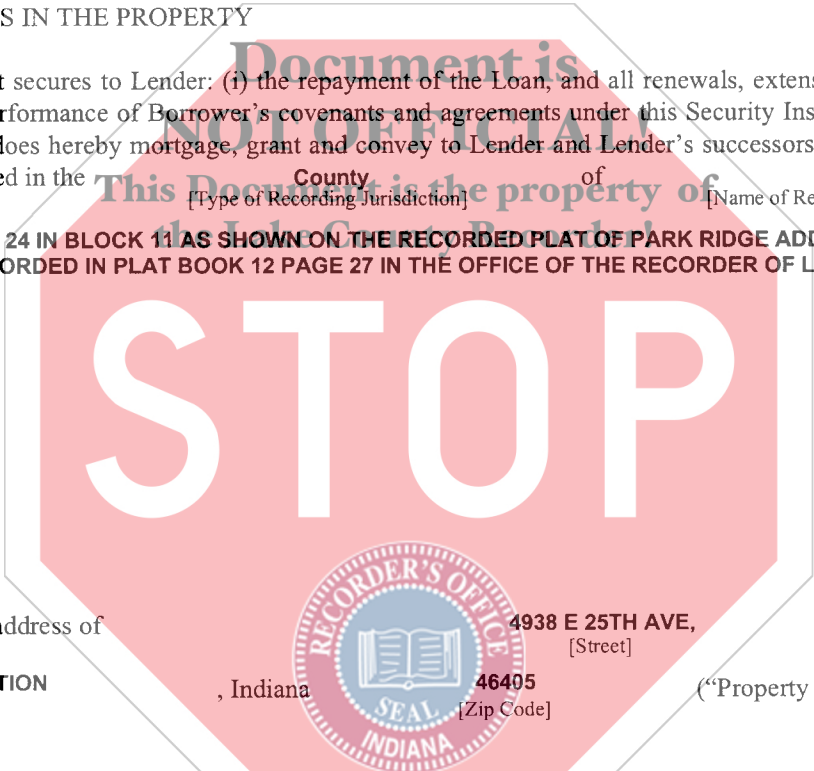 S IN THE PROPERTY
Document is
t secures to Lender: (i) the repayment of the Loan, and all renewals, extens
rformance of Borrower's covenants and agreements under this Security Ins
NOT OFFICIAL!
loes hereby mortgage, grant and convey to Lender and Lender's successors
ed in the County of
This Document is the property of
[Type of Recording Jurisdiction] [Name of Re
the Lake County Recorder!
24 IN BLOCK 11 AS SHOWN ON THE RECORDED PLAT OF PARK RIDGE ADD
ORDED IN PLAT BOOK 12 PAGE 27 IN THE OFFICE OF THE RECORDER OF L
STOP
RECORDER'S OFFICE
SEAL
INDIANA
address of 4938 E 25TH AVE,
[Street]
TION , Indiana 46405 ("Property
[Zip Code]